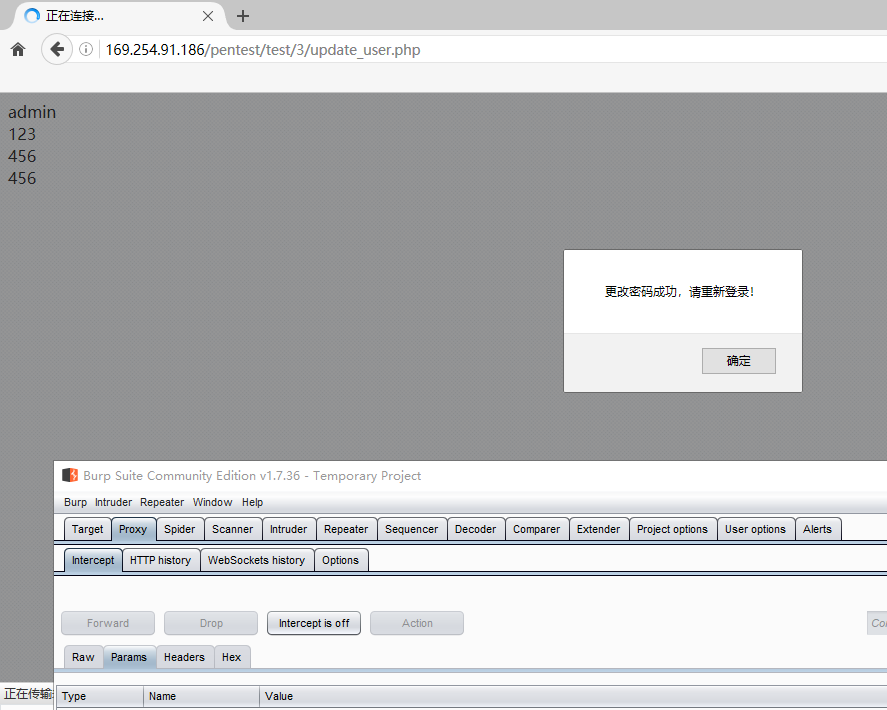 正在连接...
169.254.91.186/pentest/test/3/update_user.php
admin
123
456
456
更改密码成功，请重新登录！
确定
Burp Suite Community Edition v1.7.36 - Temporary Project
Burp Intruder Repeater Window Help
Target Proxy Spider Scanner Intruder Repeater Sequencer Decoder Comparer Extender Project options User options Alerts
Intercept HTTP history WebSockets history Options
Forward Drop Intercept is off Action
Raw Params Headers Hex
正在传输
Type Name Value